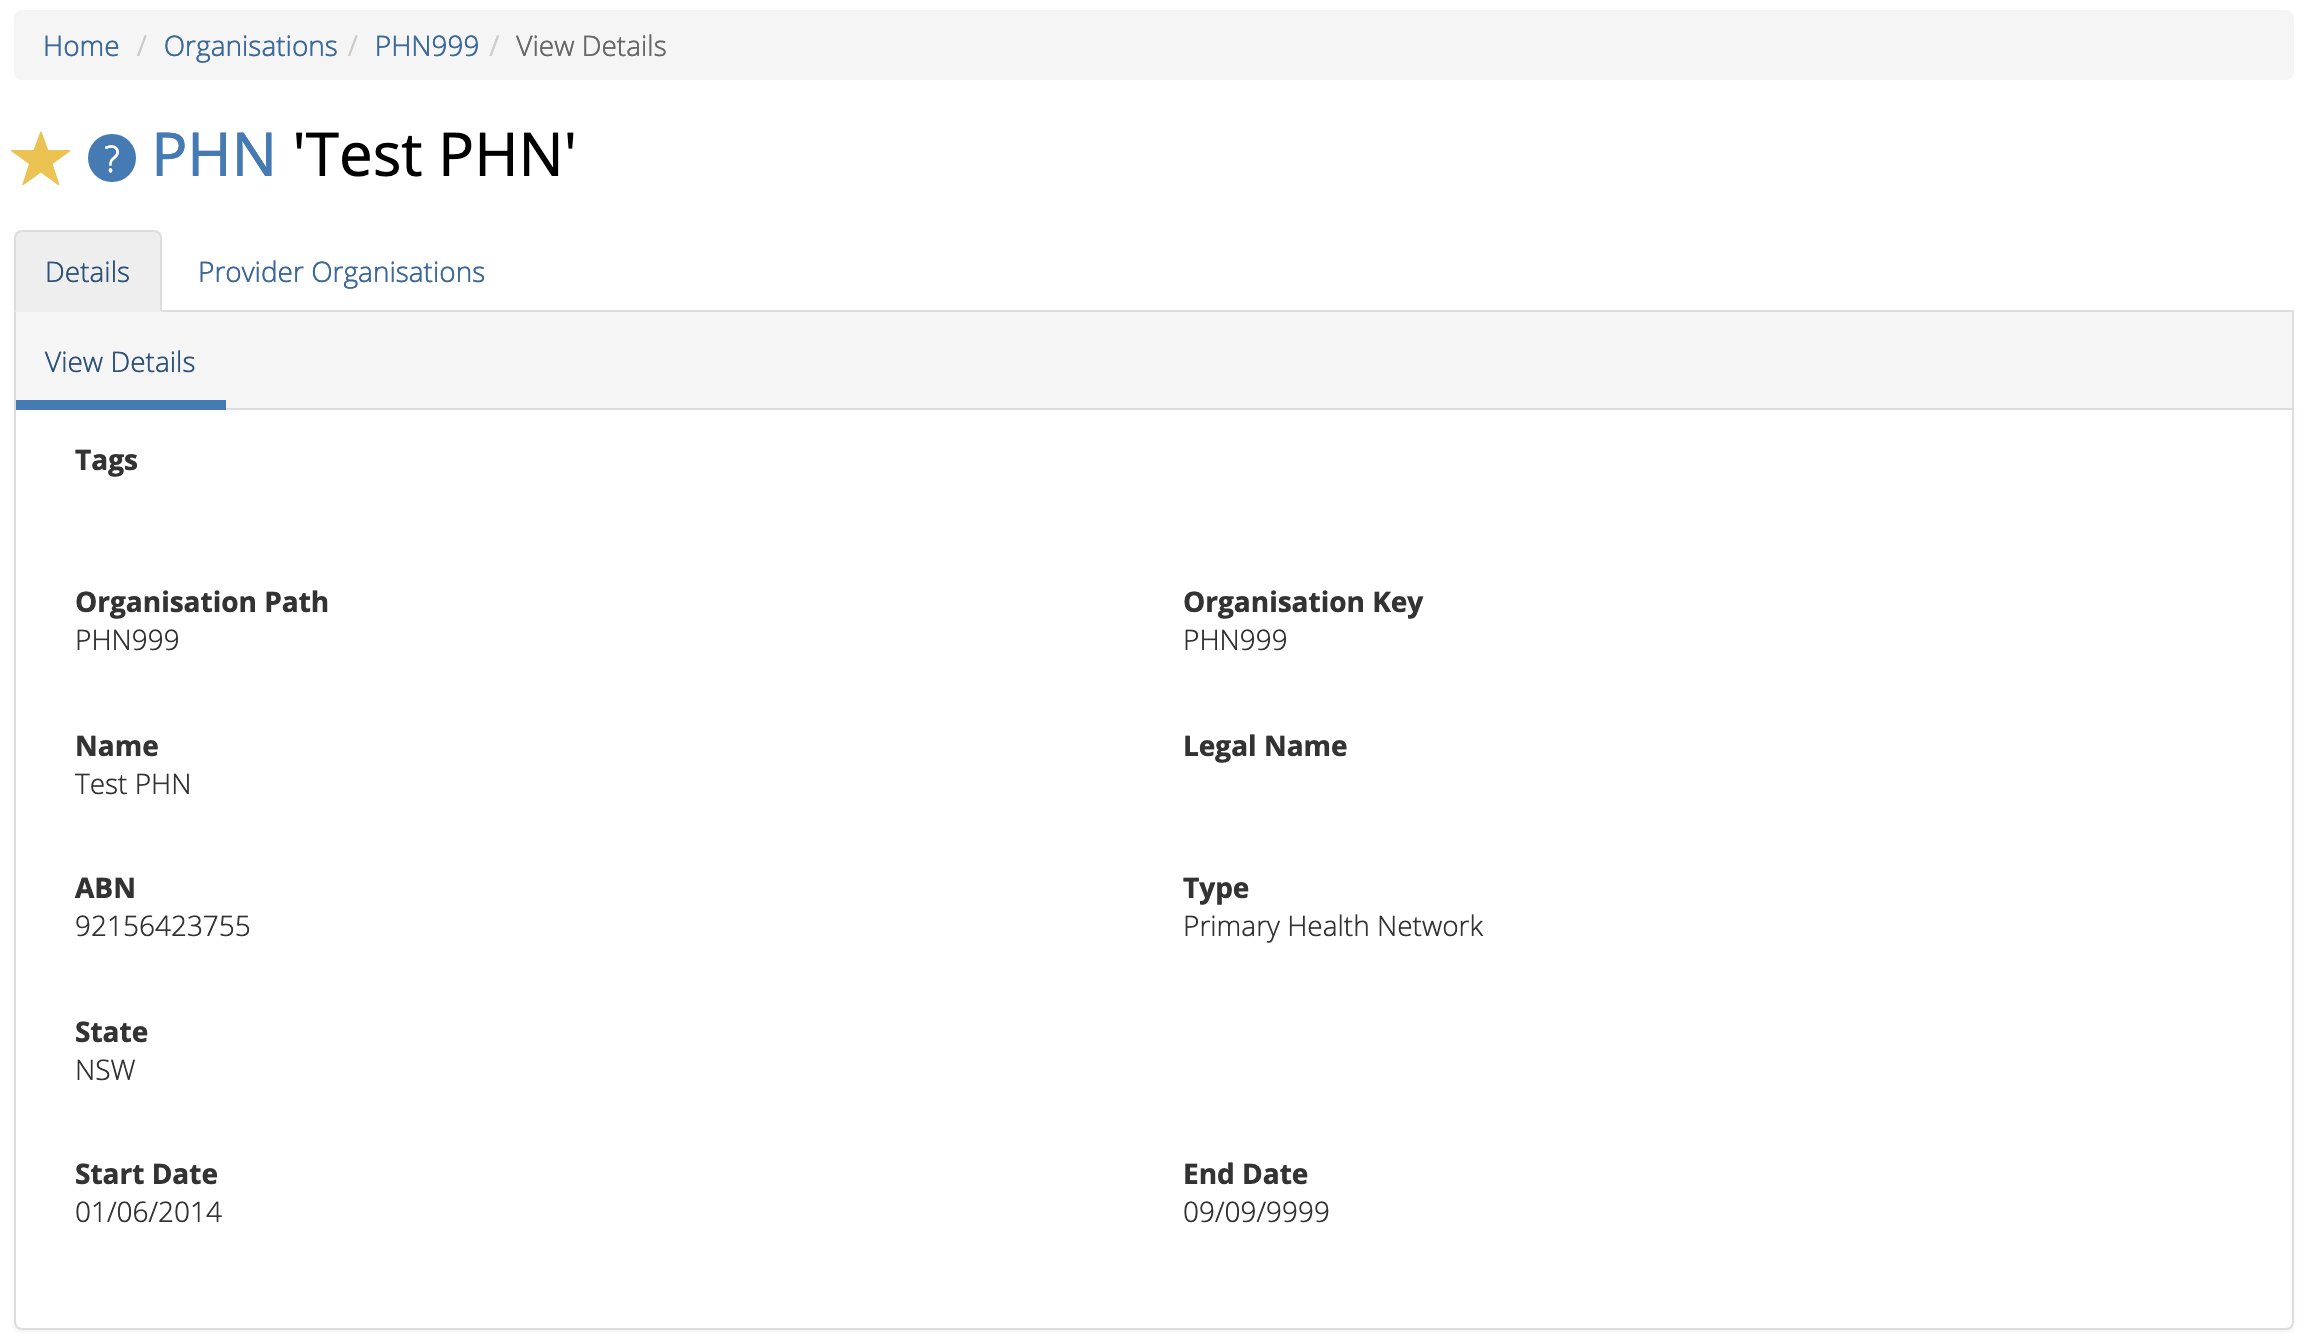 Home / Organisations / PHN999 / View Details
? PHN 'Test PHN'
Details Provider Organisations
View Details
Tags
Organisation Path Organisation Key
PHN999 PHN999
Name Legal Name
Test PHN
ABN Type
92156423755 Primary Health Network
State
NSW
Start Date End Date
01/06/2014 09/09/9999